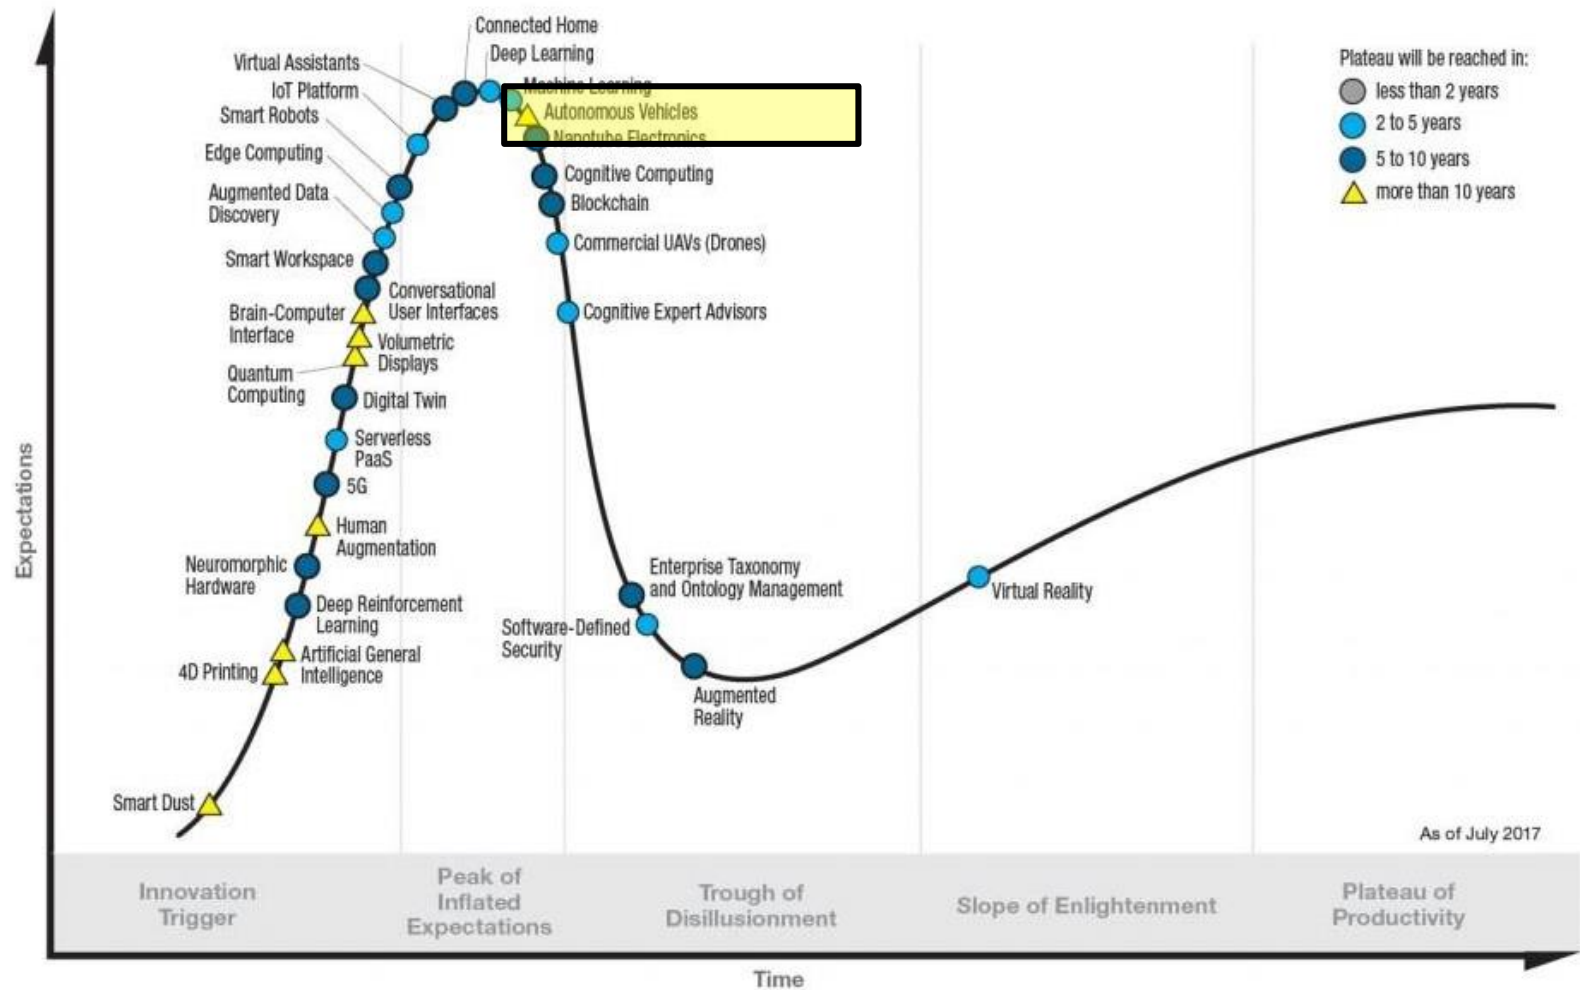 Connected Home
Deep Learning
Virtual Assistants
Machine Learning
IoT Platform
Autonomous Vehicles
Smart Robots
Nanotube Electronics
Edge Computing
Cognitive Computing
Augmented Data
Discovery
Blockchain
Commercial UAVs (Drones)
Smart Workspace
Conversational
User Interfaces
Brain-Computer
Interface
Cognitive Expert Advisors
Volumetric
Displays
Quantum
Computing
Digital Twin
Serverless
PaaS
5G
Human
Augmentation
Neuromorphic
Hardware
Deep Reinforcement
Learning
Artificial General
Intelligence
4D Printing
Smart Dust
Enterprise Taxonomy
and Ontology Management
Software-Defined
Security
Augmented
Reality
Virtual Reality
Plateau will be reached in:
less than 2 years
2 to 5 years
5 to 10 years
more than 10 years
As of July 2017
Expectations
Innovation
Trigger
Peak of
Inflated
Expectations
Trough of
Disillusionment
Slope of Enlightenment
Plateau of
Productivity
Time